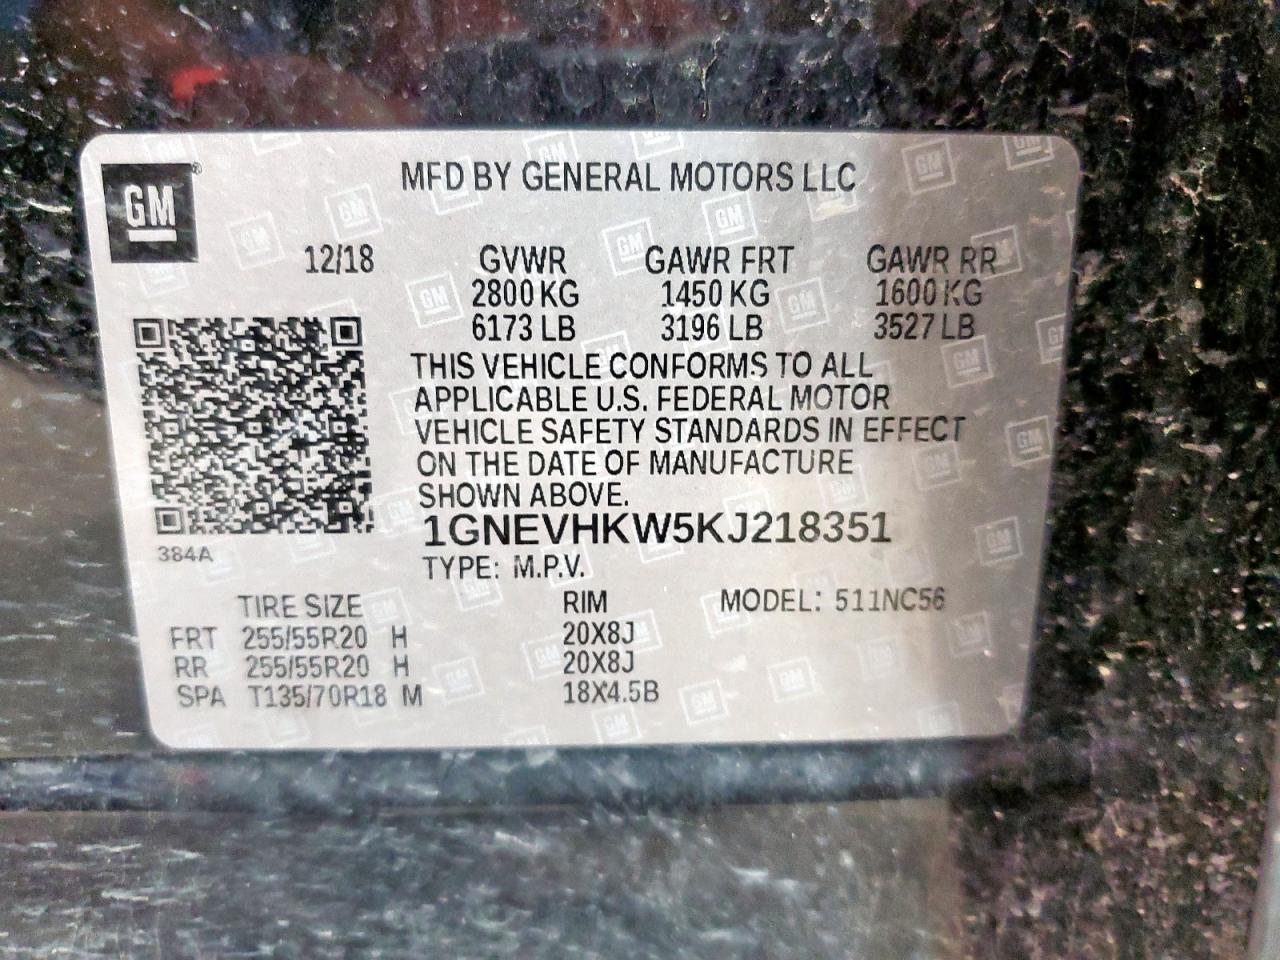 GM®
MFD BY GENERAL MOTORS LLC
12/18 GVWR GAWR FRT GAWR RR
2800 KG 1450 KG 1600 KG
6173 LB 3196 LB 3527 LB
THIS VEHICLE CONFORMS TO ALL
APPLICABLE U.S. FEDERAL MOTOR
VEHICLE SAFETY STANDARDS IN EFFECT
ON THE DATE OF MANUFACTURE
SHOWN ABOVE.
1GNEVHKW5KJ218351
384A
TYPE: M.P.V.
TIRE SIZE RIM MODEL: 511NC56
FRT 255/55R20 H 20X8J
RR 255/55R20 H 20X8J
SPA T135/70R18 M 18X4.5B